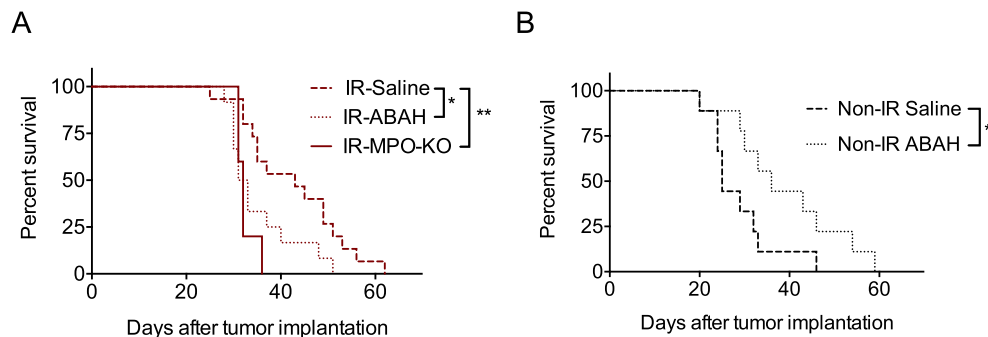 A
B
100
75
50
25
0
0
20
40
60
Percent survival
Days after tumor implantation
IR-Saline
IR-ABAH
IR-MPO-KO
*
**
100
75
50
25
0
0
20
40
60
Percent survival
Days after tumor implantation
Non-IR Saline
Non-IR ABAH
*